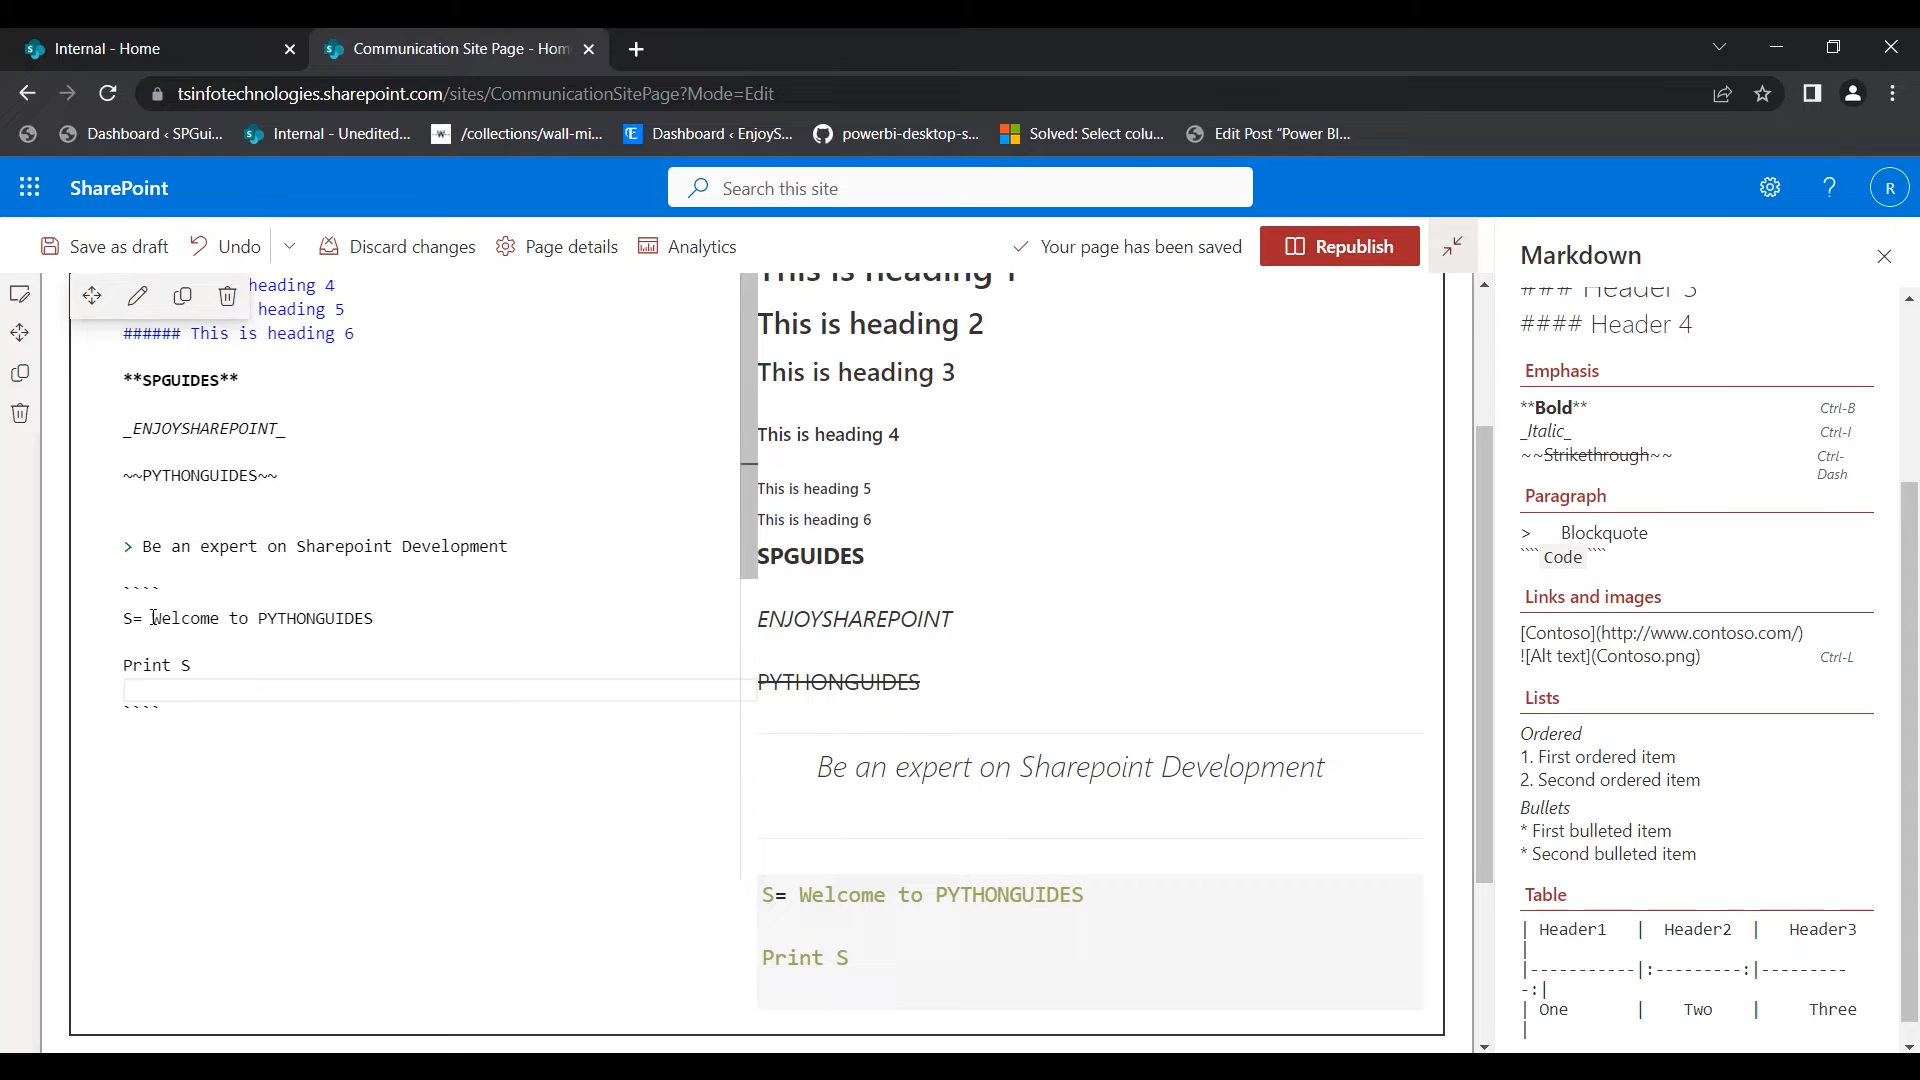 Internal - Home
Communication Site Page - Hom
tsinfotechnologies.sharepoint.com/sites/CommunicationSitePage?Mode=Edit
Dashboard ‹ SPGui...
Internal - Unedited...
/collections/wall-mi...
Dashboard ‹ EnjoyS...
powerbi-desktop-s...
Solved: Select colu...
Edit Post “Power BI...
SharePoint
Search this site
R
Save as draft
Undo
Discard changes
Page details
Analytics
Your page has been saved
Republish
heading 4
heading 5
###### This is heading 6
**SPGUIDES**
_ENJOYSHAREPOINT_
~~PYTHONGUIDES~~
> Be an expert on Sharepoint Development
````
S= Welcome to PYTHONGUIDES
Print S
````
This is heading 1
This is heading 2
This is heading 3
This is heading 4
This is heading 5
This is heading 6
SPGUIDES
ENJOYSHAREPOINT
PYTHONGUIDES
Be an expert on Sharepoint Development
S= Welcome to PYTHONGUIDES
Print S
Markdown
### Header 3
#### Header 4
Emphasis
**Bold** Ctrl-B
_Italic_ Ctrl-I
~~Strikethrough~~ Ctrl-
Dash
Paragraph
> Blockquote
```` Code ````
Links and images
[Contoso](http://www.contoso.com/)
![Alt text](Contoso.png) Ctrl-L
Lists
Ordered
1. First ordered item
2. Second ordered item
Bullets
* First bulleted item
* Second bulleted item
Table
| Header1 | Header2 | Header3
|
|-----------|:---------:|---------
-:|
| One | Two | Three
|